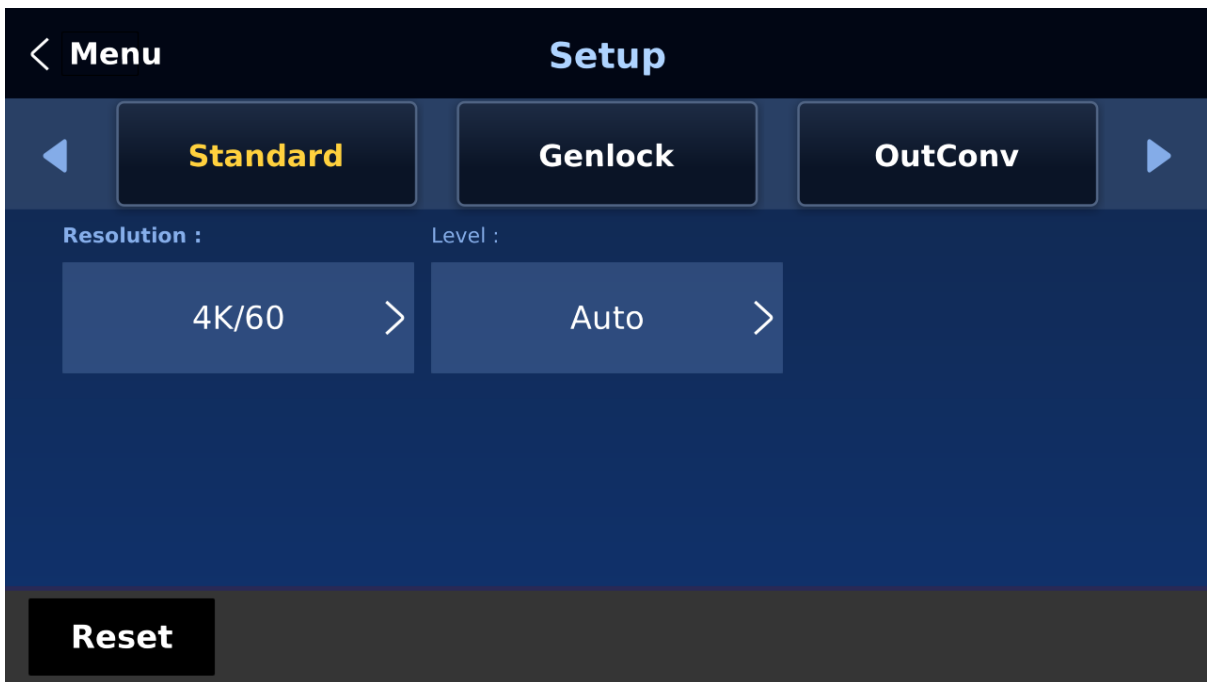 Menu
Setup
Standard
Genlock
OutConv
Resolution :
Level :
4K/60
Auto
Reset